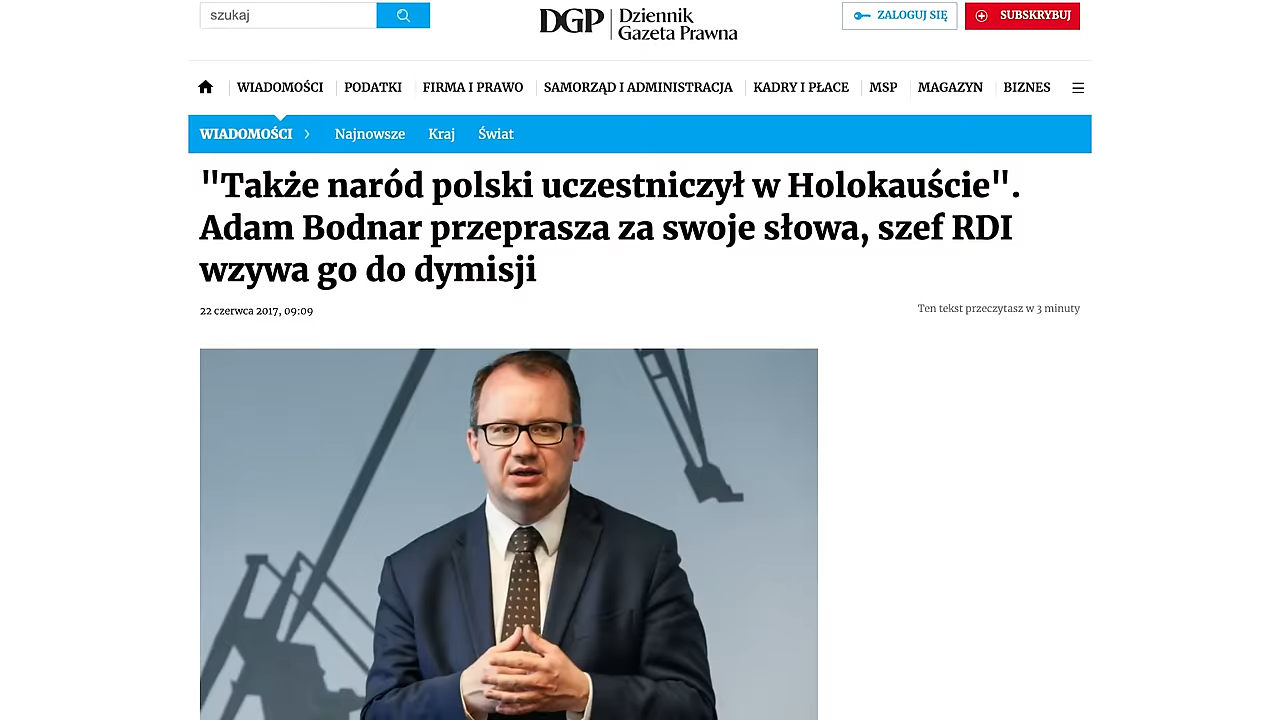 szukaj
DGP Dziennik
Gazeta Prawna
ZALOGUJ SIĘ
SUBSKRYBUJ
WIADOMOŚCI PODATKI FIRMA I PRAWO SAMORZĄD I ADMINISTRACJA KADRY I PŁACE MSP MAGAZYN BIZNES
WIADOMOŚCI Najnowsze Kraj Świat
"Także naród polski uczestniczył w Holokauście".
Adam Bodnar przeprasza za swoje słowa, szef RDI
wzywa go do dymisji
22 czerwca 2017, 09:09
Ten tekst przeczytasz w 3 minuty